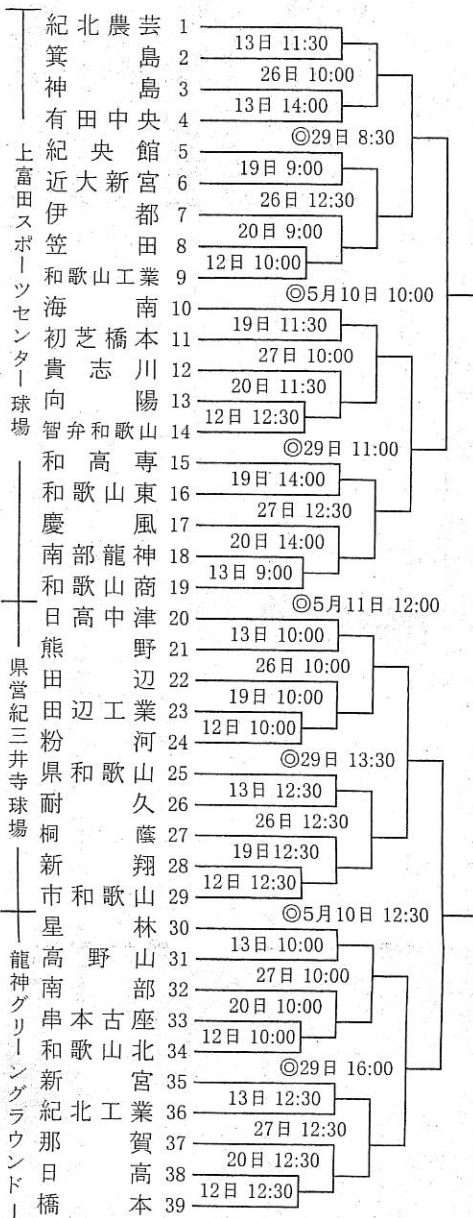 紀北農芸 1
13日 11:30
箕島 2
26日 10:00
神島 3
13日 14:00
有田中央 4
◎29日 8:30
紀央館 5
19日 9:00
近大新宮 6
26日 12:30
伊都 7
20日 9:00
笠田 8
12日 10:00
和歌山工業 9
◎5月10日 10:00
海南 10
19日 11:30
初芝橋本 11
27日 10:00
貴志川 12
20日 11:30
向陽 13
12日 12:30
智弁和歌山 14
◎29日 11:00
和高専 15
19日 14:00
和歌山東 16
27日 12:30
慶風 17
20日 14:00
南部龍神 18
13日 9:00
和歌山商 19
上富田スポーツセンター球場
◎5月11日 12:00
日高中津 20
13日 10:00
熊野 21
26日 10:00
田辺 22
19日 10:00
田辺工業 23
12日 10:00
粉河 24
◎29日 13:30
県和歌山 25
13日 12:30
耐久 26
26日 12:30
桐蔭 27
19日12:30
新翔 28
12日 12:30
市和歌山 29
県営紀三井寺球場
◎5月10日 12:30
星林 30
13日 10:00
高野山 31
27日 10:00
南部 32
20日 10:00
串本古座 33
12日 10:00
和歌山北 34
◎29日 16:00
新宮 35
13日 12:30
紀北工業 36
27日 12:30
那賀 37
20日 12:30
日高 38
12日 12:30
橋本 39
龍神グリーングラウンド